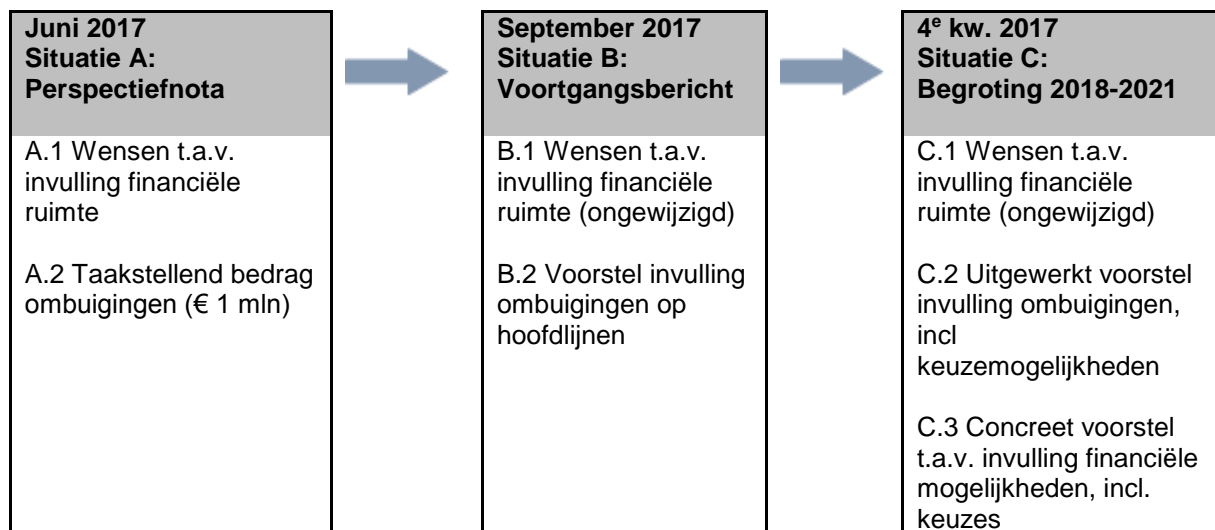 Juni 2017
Situatie A:
Perspectiefnota
A.1 Wensen t.a.v.
invulling financiële
ruimte
A.2 Taakstellend bedrag
ombuigingen (€ 1 mln)
September 2017
Situatie B:
Voortgangsbericht
B.1 Wensen t.a.v.
invulling financiële
ruimte (ongewijzigd)
B.2 Voorstel invulling
ombuigingen op
hoofdlijnen
4e kw. 2017
Situatie C:
Begroting 2018-2021
C.1 Wensen t.a.v.
invulling financiële
ruimte (ongewijzigd)
C.2 Uitgewerkt voorstel
invulling ombuigingen,
incl
keuzemogelijkheden
C.3 Concreet voorstel
t.a.v. invulling financiële
mogelijkheden, incl.
keuzes